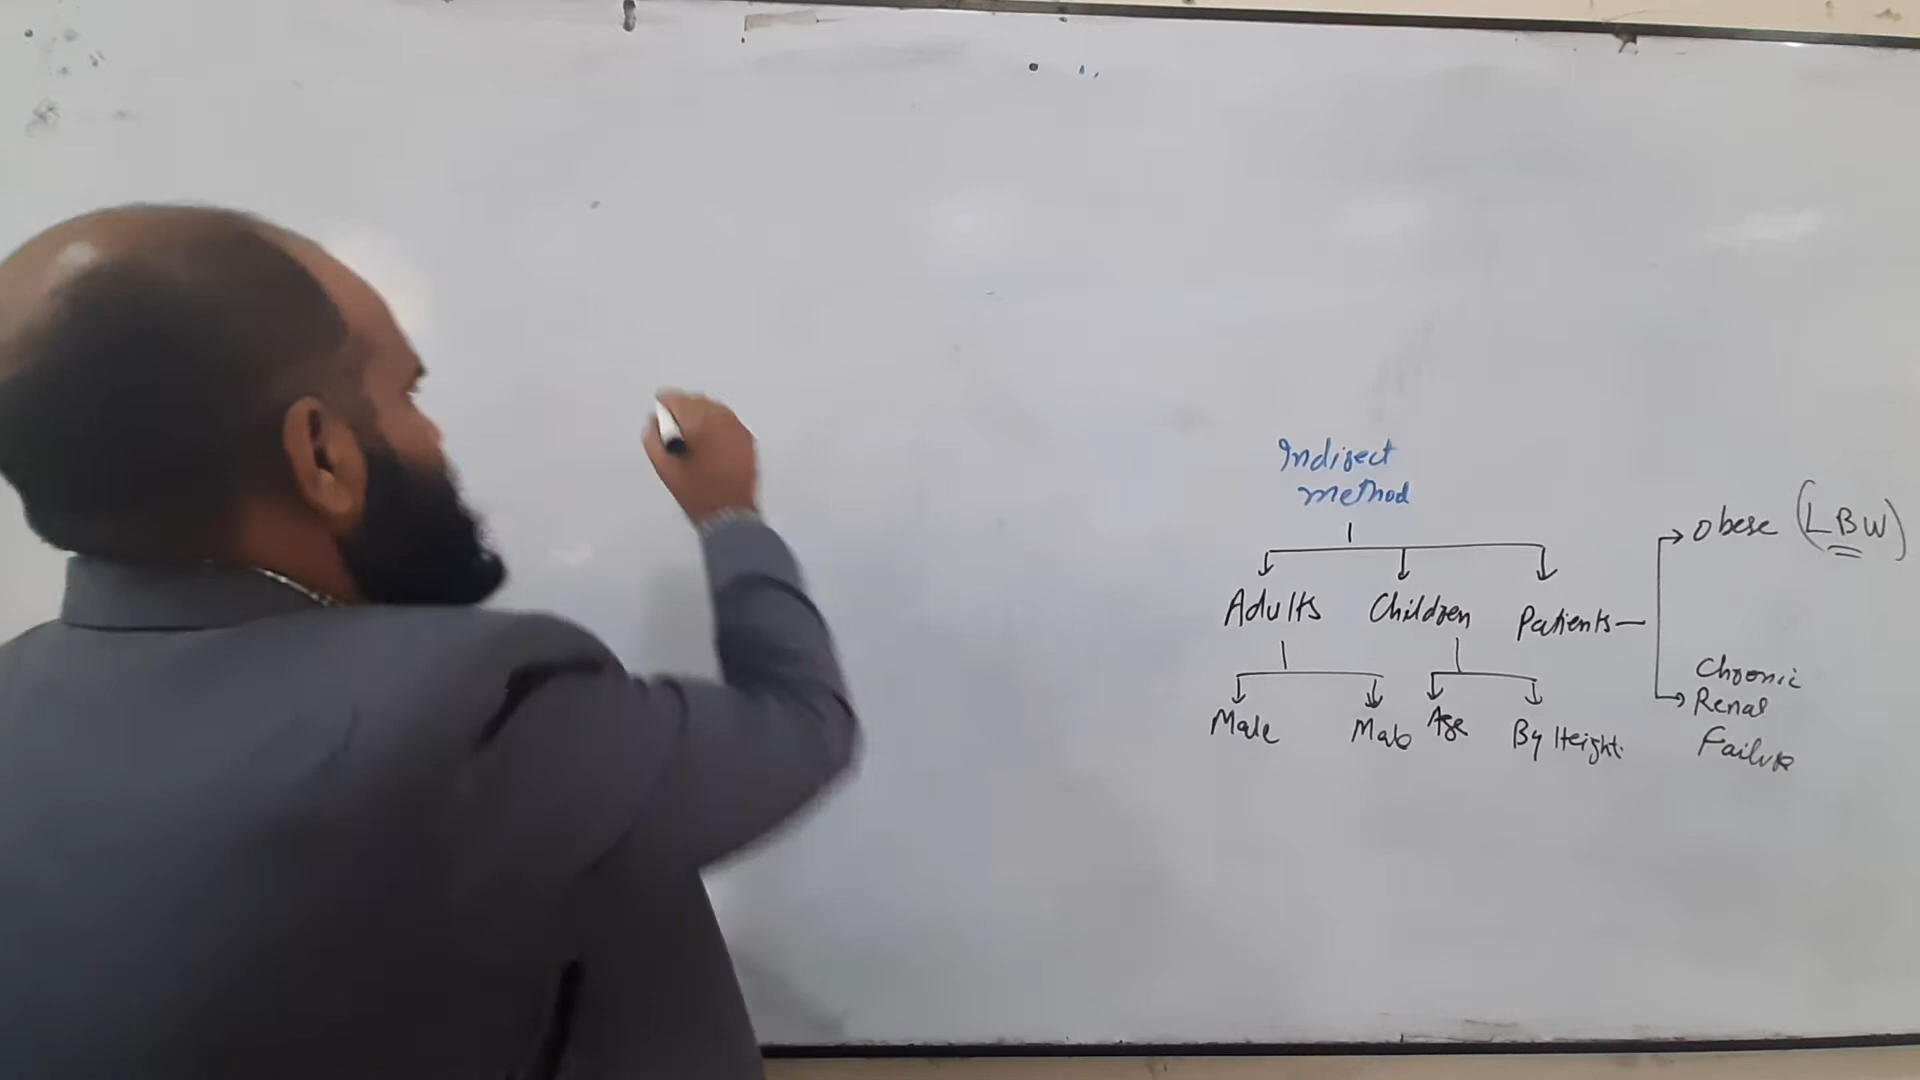 Indirect
method
Obese (LBW)
Adults Children Patients
Chronic
Renal
Failure
Male Male Age By Height